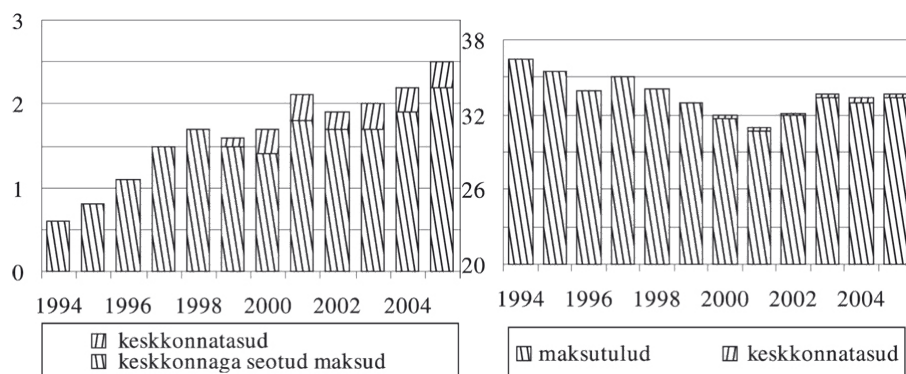 3
2
1
0
1994 1996 1998 2000 2002 2004
keskkonnatasud
keskkonnaga seotud maksud
38
32
26
20
1994 1996 1998 2000 2002 2004
maksutulud keskkonnatasud